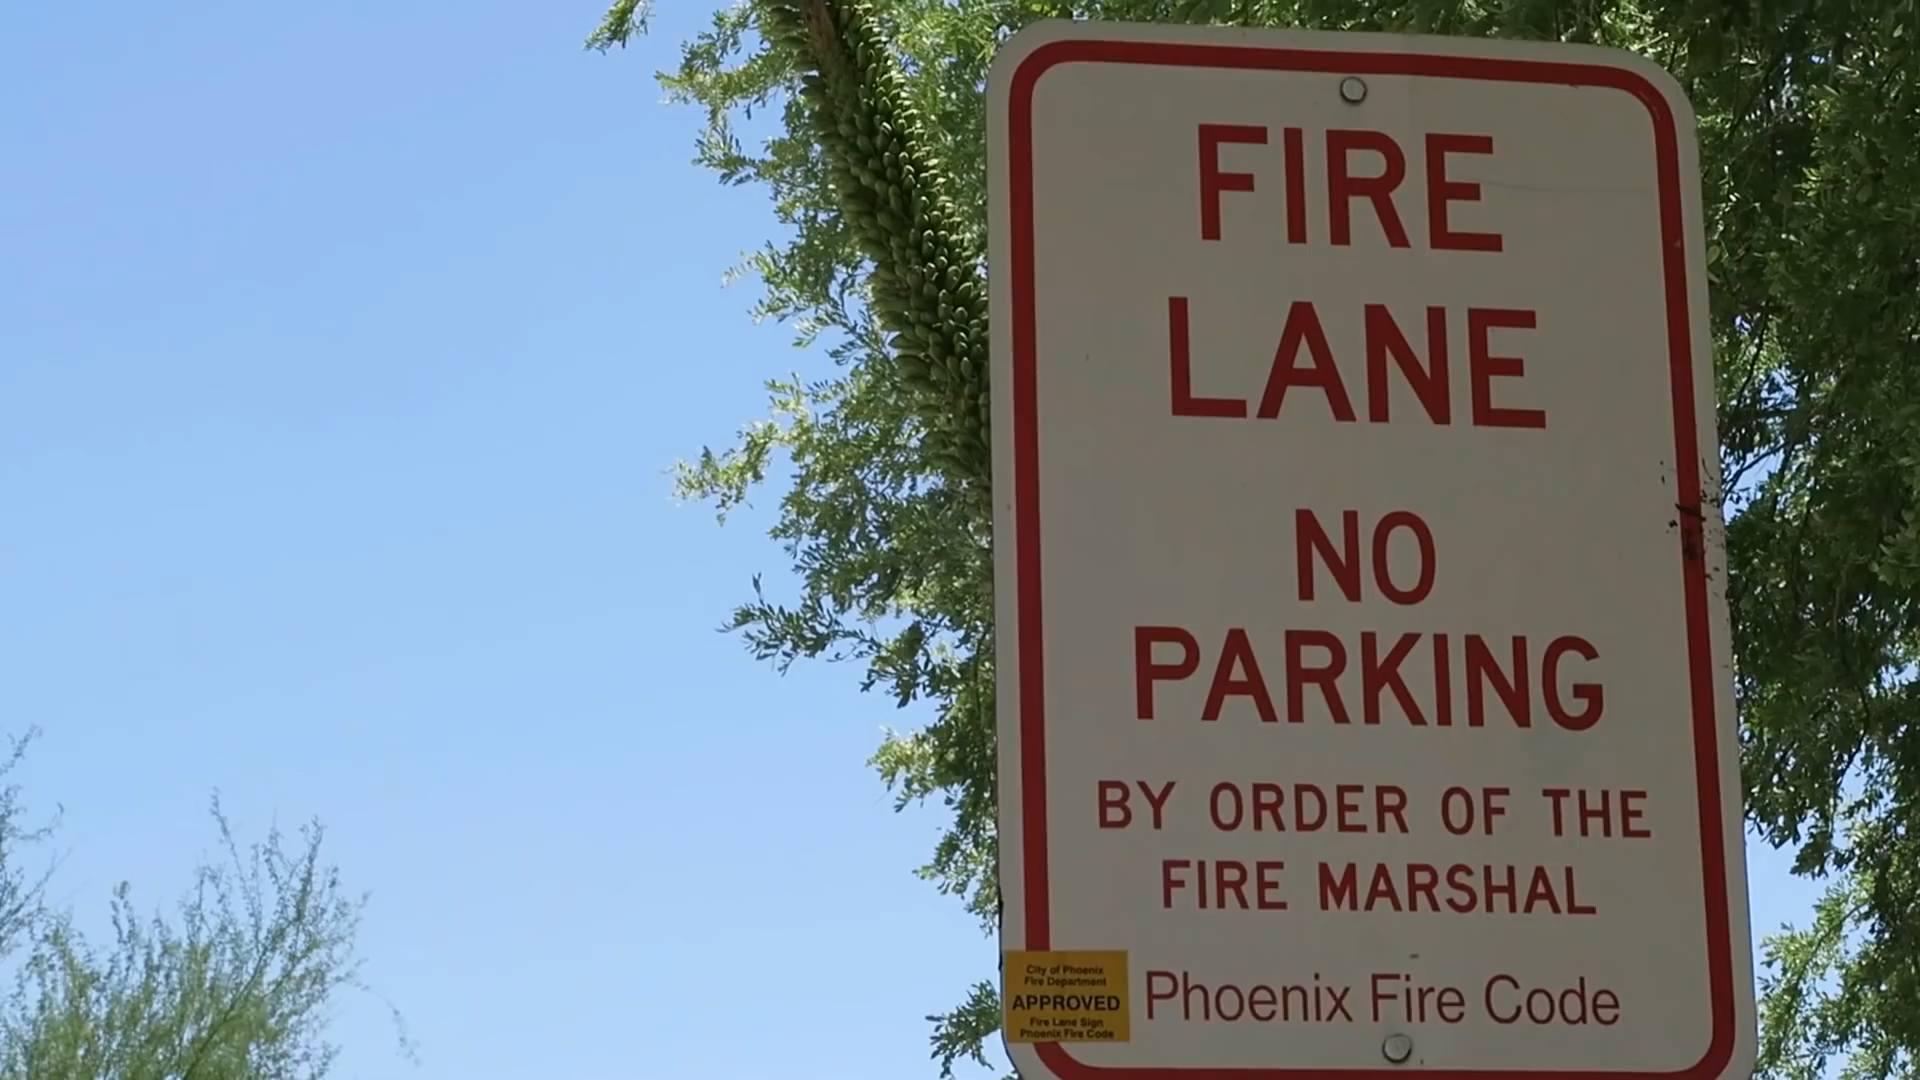 FIRE
LANE
NO
PARKING
BY ORDER OF THE
FIRE MARSHAL
Phoenix Fire Code
City of Phoenix
Fire Department
APPROVED
Fire Lane Sign
Phoenix Fire Code